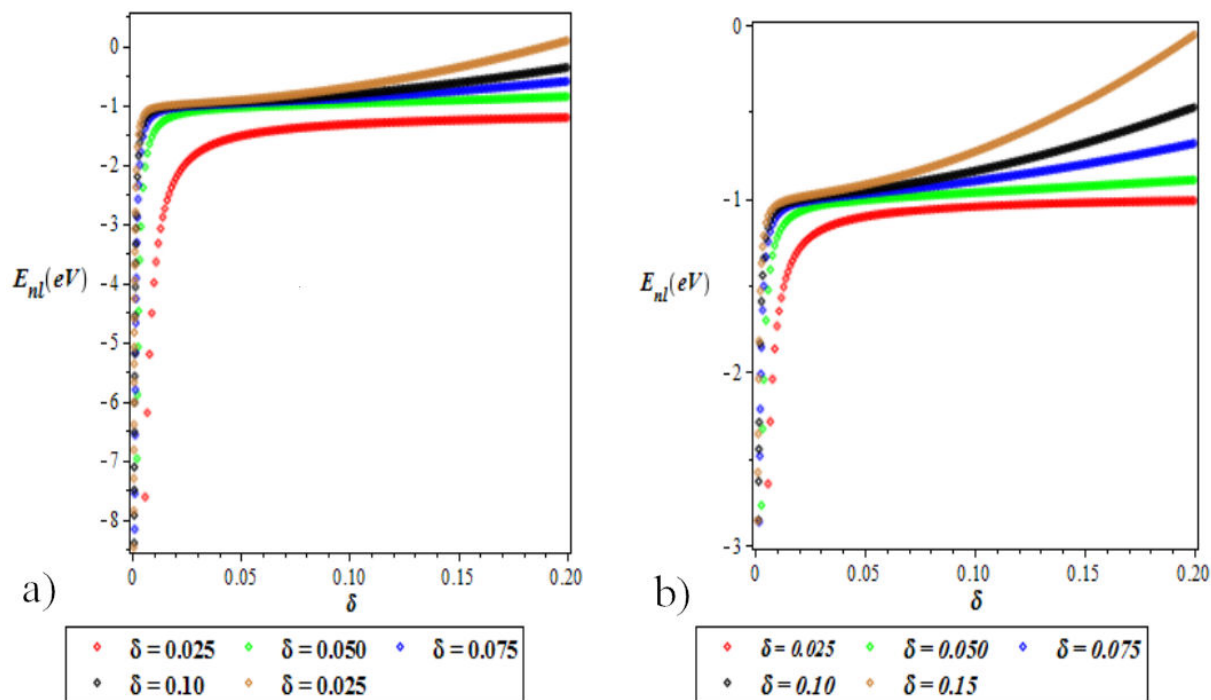 0
-1
-2
-3
E_nl(eV) -4
-5
-6
-7
-8
0 0.05 0.10 0.15 0.20
δ
a)
δ = 0.025 δ = 0.050 δ = 0.075
δ = 0.10 δ = 0.025
0
-1
E_nl(eV)
-2
-3
0 0.05 0.10 0.15 0.20
δ
b)
δ = 0.025 δ = 0.050 δ = 0.075
δ = 0.10 δ = 0.15